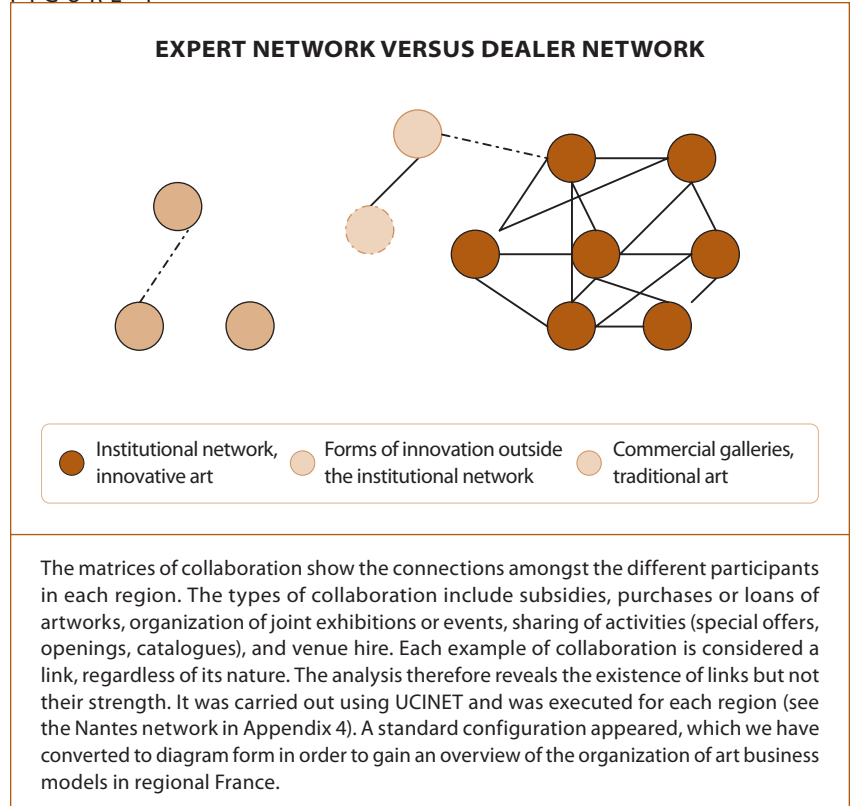 FIGURE 1
EXPERT NETWORK VERSUS DEALER NETWORK
Institutional network,
innovative art
Forms of innovation outside
the institutional network
Commercial galleries,
traditional art
The matrices of collaboration show the connections amongst the different participants
in each region. The types of collaboration include subsidies, purchases or loans of
artworks, organization of joint exhibitions or events, sharing of activities (special offers,
openings, catalogues), and venue hire. Each example of collaboration is considered a
link, regardless of its nature. The analysis therefore reveals the existence of links but not
their strength. It was carried out using UCINET and was executed for each region (see
the Nantes network in Appendix 4). A standard configuration appeared, which we have
converted to diagram form in order to gain an overview of the organization of art business
models in regional France.